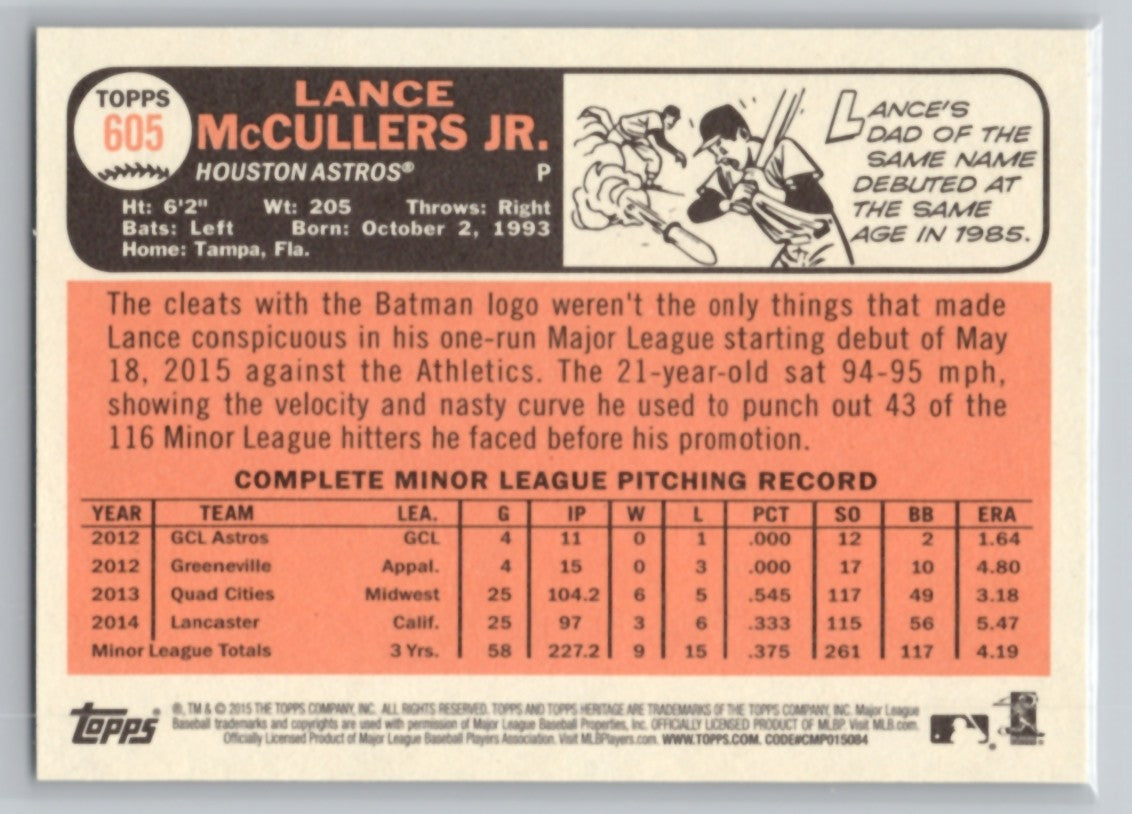 TOPPS
605
LANCE
McCULLERS JR.
HOUSTON ASTROS® P
Ht: 6'2" Wt: 205 Throws: Right
Bats: Left Born: October 2, 1993
Home: Tampa, Fla.
LANCE'S
DAD OF THE
SAME NAME
DEBUTED AT
THE SAME
AGE IN 1985.
The cleats with the Batman logo weren't the only things that made
Lance conspicuous in his one-run Major League starting debut of May
18, 2015 against the Athletics. The 21-year-old sat 94-95 mph,
showing the velocity and nasty curve he used to punch out 43 of the
116 Minor League hitters he faced before his promotion.
COMPLETE MINOR LEAGUE PITCHING RECORD
YEAR TEAM LEA. G IP W L PCT SO BB ERA
2012 GCL Astros GCL 4 11 0 1 .000 12 2 1.64
2012 Greeneville Appal. 4 15 0 3 .000 17 10 4.80
2013 Quad Cities Midwest 25 104.2 6 5 .545 117 49 3.18
2014 Lancaster Calif. 25 97 3 6 .333 115 56 5.47
Minor League Totals 3 Yrs. 58 227.2 9 15 .375 261 117 4.19
Topps®
®, TM & © 2015 THE TOPPS COMPANY, INC. ALL RIGHTS RESERVED. TOPPS AND TOPPS HERITAGE ARE TRADEMARKS OF THE TOPPS COMPANY, INC. Major League
Baseball trademarks and copyrights are used with permission of Major League Baseball Properties, Inc. OFFICIALLY LICENSED PRODUCT OF MLBP Visit MLB.com.
Officially Licensed Product of Major League Baseball Players Association. Visit MLBPlayers.com. WWW.TOPPS.COM. CODE#CMP015084